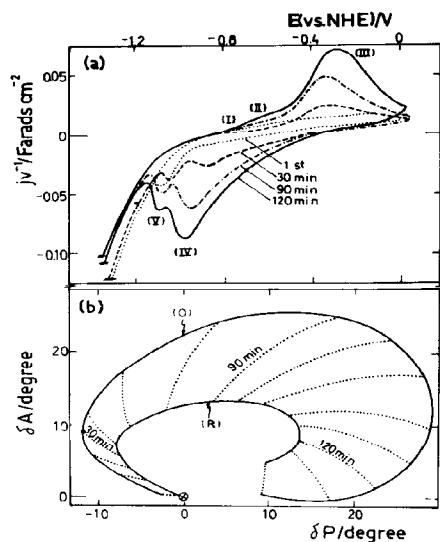 E(vs.NHE)/V
-1.2 -0.8 -0.4 0
(a)
(III)
0.05
(II)
(I)
0
jv⁻¹/Farads cm⁻²
1 st
30 min
90 min
120 min
-0.05
(V)
(IV)
-0.10
(b)
(O)
20
90 min
δA/degree
(R)
10
30 min
120 min
0
-10 0 10 20 30
δP/degree